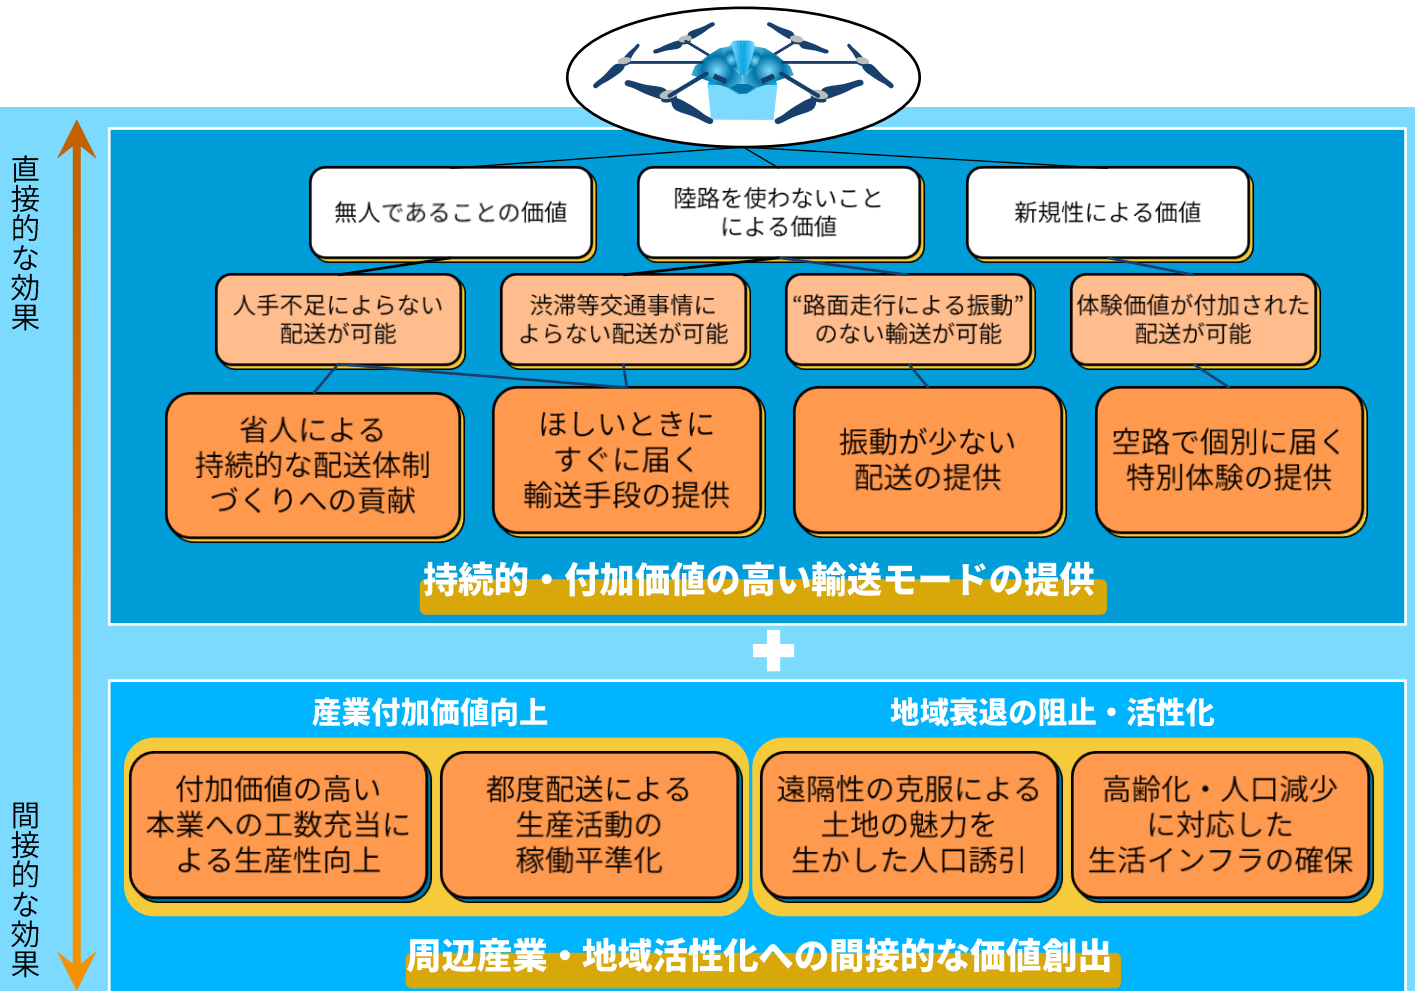 直接的な効果
無人であることの価値
陸路を使わないこと
による価値
新規性による価値
人手不足によらない
配送が可能
渋滞等交通事情に
よらない配送が可能
“路面走行による振動”
のない輸送が可能
体験価値が付加された
配送が可能
省人による
持続的な配送体制
づくりへの貢献
ほしいときに
すぐに届く
輸送手段の提供
振動が少ない
配送の提供
空路で個別に届く
特別体験の提供
持続的・付加価値の高い輸送モードの提供
間接的な効果
産業付加価値向上
地域衰退の阻止・活性化
付加価値の高い
本業への工数充当に
よる生産性向上
都度配送による
生産活動の
稼働平準化
遠隔性の克服による
土地の魅力を
生かした人口誘引
高齢化・人口減少
に対応した
生活インフラの確保
周辺産業・地域活性化への間接的な価値創出